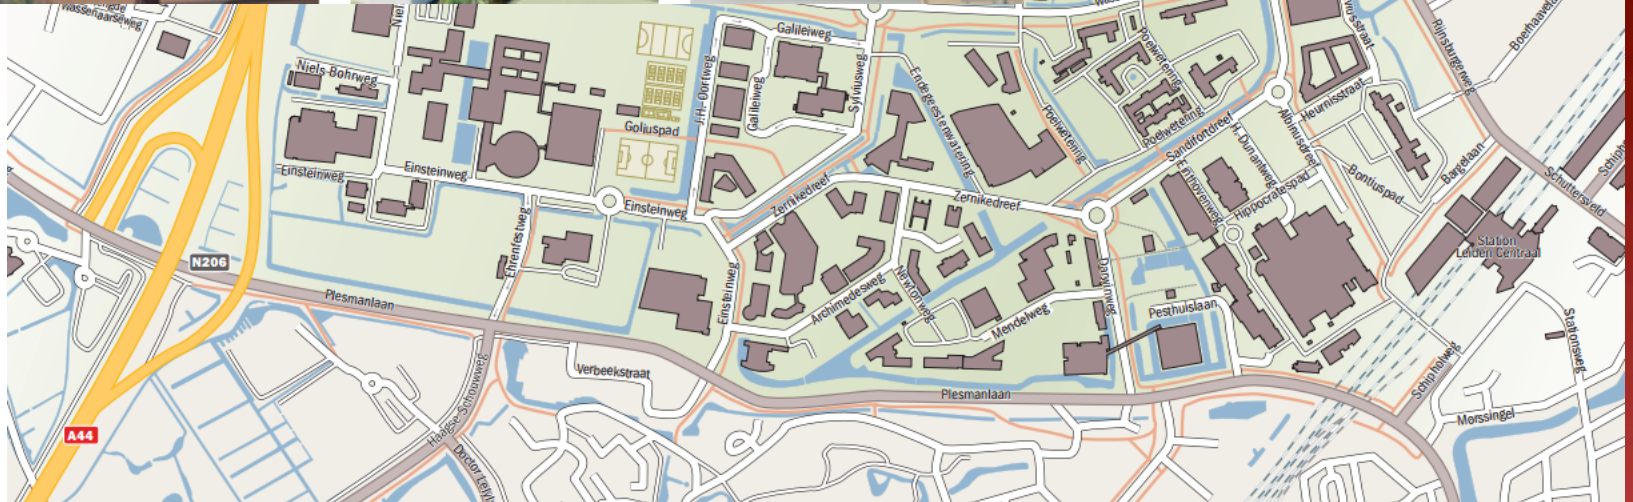 Wassenaarseweg
Niels Bohrweg
Einsteinweg
Einsteinweg
Goliuspad
J.H. Oortweg
Galileiweg
Galileiweg
Sylviusweg
Endegeesterwatering
Poelwetering
Poelwetering
Poelwetering
Sandifortdreef
H. Dunantweg
Albinusdreef
Heurnisstraat
Rijnsburgerweg
Bargelaan
Bontiuspad
Schuttersveld
Einthovenweg
Hippocratespad
Einsteinweg
Zernikedreef
Zernikedreef
Ehrenfestweg
Einsteinweg
Archimedesweg
Newtonweg
Mendelweg
Darwinweg
Pesthuislaan
Station
Leiden Centraal
N206
Plesmanlaan
Verbeekstraat
Haagse Schouwweg
Plesmanlaan
Schipholweg
Stationsweg
Morssingel
A44